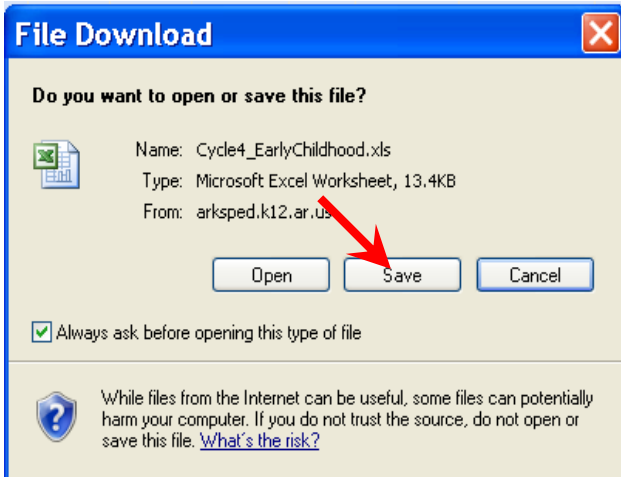 File Download
Do you want to open or save this file?
Name: Cycle4_EarlyChildhood.xls
Type: Microsoft Excel Worksheet, 13.4KB
From: arksped.k12.ar.us
Open Save Cancel
Always ask before opening this type of file
While files from the Internet can be useful, some files can potentially
harm your computer. If you do not trust the source, do not open or
save this file. What's the risk?